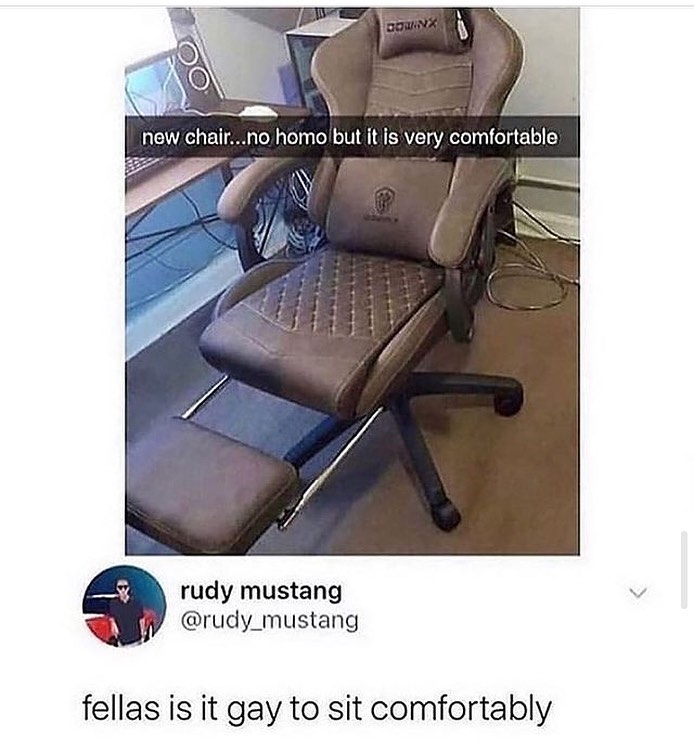 DOWINX
new chair...no homo but it is very comfortable
rudy mustang
@rudy_mustang
fellas is it gay to sit comfortably